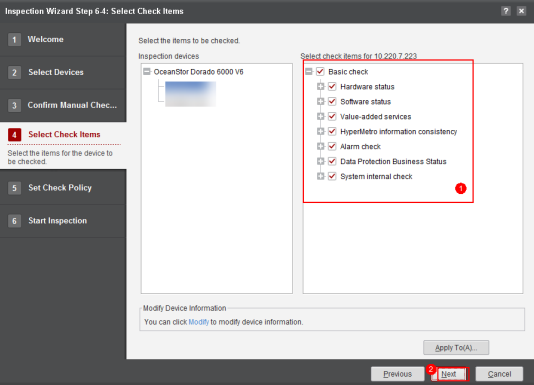 Inspection Wizard Step 6-4: Select Check Items
? ×
1 Welcome
2 Select Devices
3 Confirm Manual Chec...
4 Select Check Items
Select the items for the device to
be checked.
5 Set Check Policy
6 Start Inspection
Select the items to be checked.
Inspection devices
OceanStor Dorado 6000 V6
Select check items for 10.220.7.223
Basic check
Hardware status
Software status
Value-added services
HyperMetro information consistency
Alarm check
Data Protection Business Status
System internal check
1
Modify Device Information
You can click Modify to modify device information.
Apply To(A)...
Previous
2
Next
Cancel